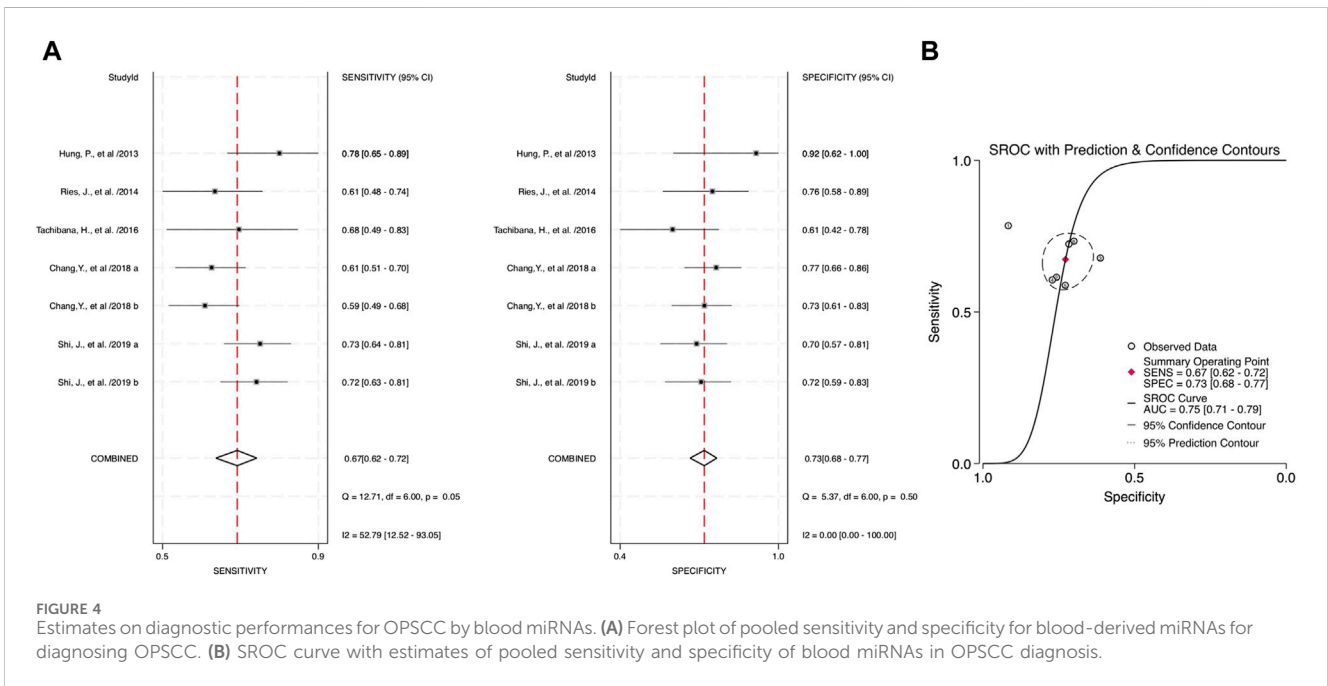 A
StudyId
SENSITIVITY (95% CI)
Hung, P., et al /2013
0.78 [0.65 - 0.89]
Ries, J., et al. /2014
0.61 [0.48 - 0.74]
Tachibana, H., et al. /2016
0.68 [0.49 - 0.83]
Chang,Y., et al /2018 a
0.61 [0.51 - 0.70]
Chang,Y., et al /2018 b
0.59 [0.49 - 0.68]
Shi, J., et al. /2019 a
0.73 [0.64 - 0.81]
Shi, J., et al. /2019 b
0.72 [0.63 - 0.81]
COMBINED
0.67[0.62 - 0.72]
Q = 12.71, df = 6.00, p = 0.05
I2 = 52.79 [12.52 - 93.05]
0.5
0.9
SENSITIVITY
StudyId
SPECIFICITY (95% CI)
Hung, P., et al /2013
0.92 [0.62 - 1.00]
Ries, J., et al. /2014
0.76 [0.58 - 0.89]
Tachibana, H., et al. /2016
0.61 [0.42 - 0.78]
Chang,Y., et al /2018 a
0.77 [0.66 - 0.86]
Chang,Y., et al /2018 b
0.73 [0.61 - 0.83]
Shi, J., et al. /2019 a
0.70 [0.57 - 0.81]
Shi, J., et al. /2019 b
0.72 [0.59 - 0.83]
COMBINED
0.73[0.68 - 0.77]
Q = 5.37, df = 6.00, p = 0.50
I2 = 0.00 [0.00 - 100.00]
0.4
1.0
SPECIFICITY
B
SROC with Prediction & Confidence Contours
1.0
0.5
0.0
Sensitivity
Observed Data
Summary Operating Point
SENS = 0.67 [0.62 - 0.72]
SPEC = 0.73 [0.68 - 0.77]
SROC Curve
AUC = 0.75 [0.71 - 0.79]
95% Confidence Contour
95% Prediction Contour
1.0
0.5
0.0
Specificity
FIGURE 4
Estimates on diagnostic performances for OPSCC by blood miRNAs. (A) Forest plot of pooled sensitivity and specificity for blood-derived miRNAs for
diagnosing OPSCC. (B) SROC curve with estimates of pooled sensitivity and specificity of blood miRNAs in OPSCC diagnosis.